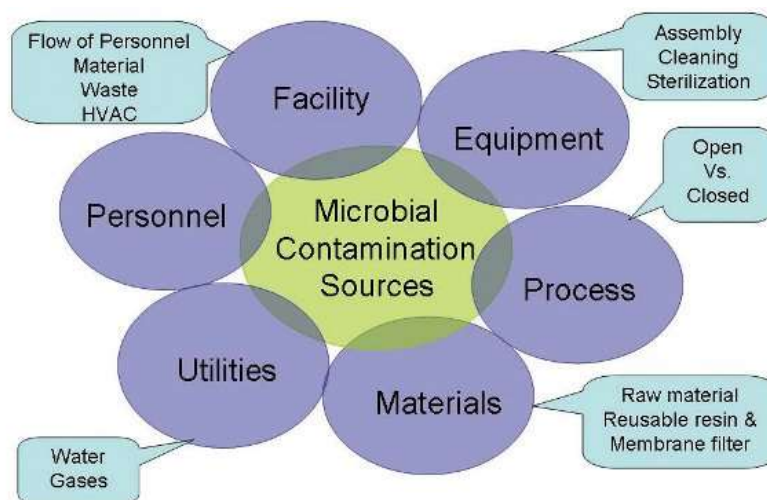 Flow of Personnel
Material
Waste
HVAC
Facility
Assembly
Cleaning
Sterilization
Equipment
Open
Vs.
Closed
Personnel
Microbial
Contamination
Sources
Process
Utilities
Materials
Raw material
Reusable resin &
Membrane filter
Water
Gases